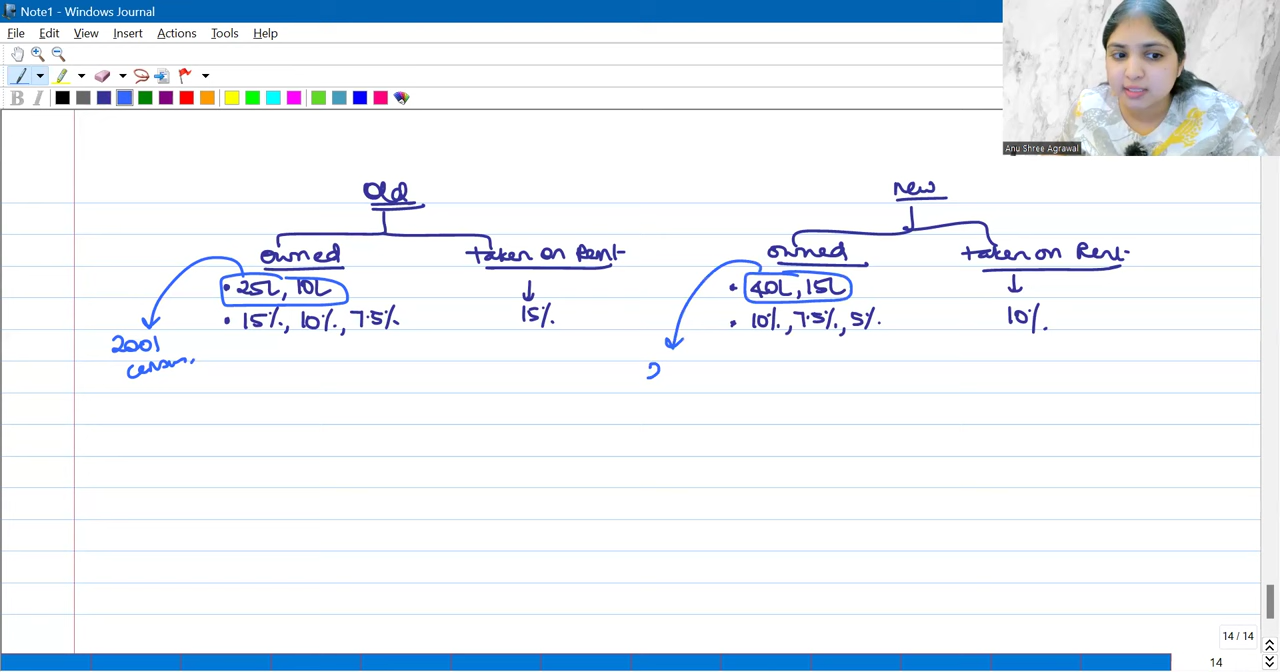 Note1 - Windows Journal
File Edit View Insert Actions Tools Help
B I
Anu Shree Agrawal
Old
owned
taken on Rent
• 25L, 10L
• 15%, 10%, 7.5%
15%
2001
census
New
owned
taken on Rent
• 40L, 15L
• 10%, 7.5%, 5%
10%
2
14 / 14
14